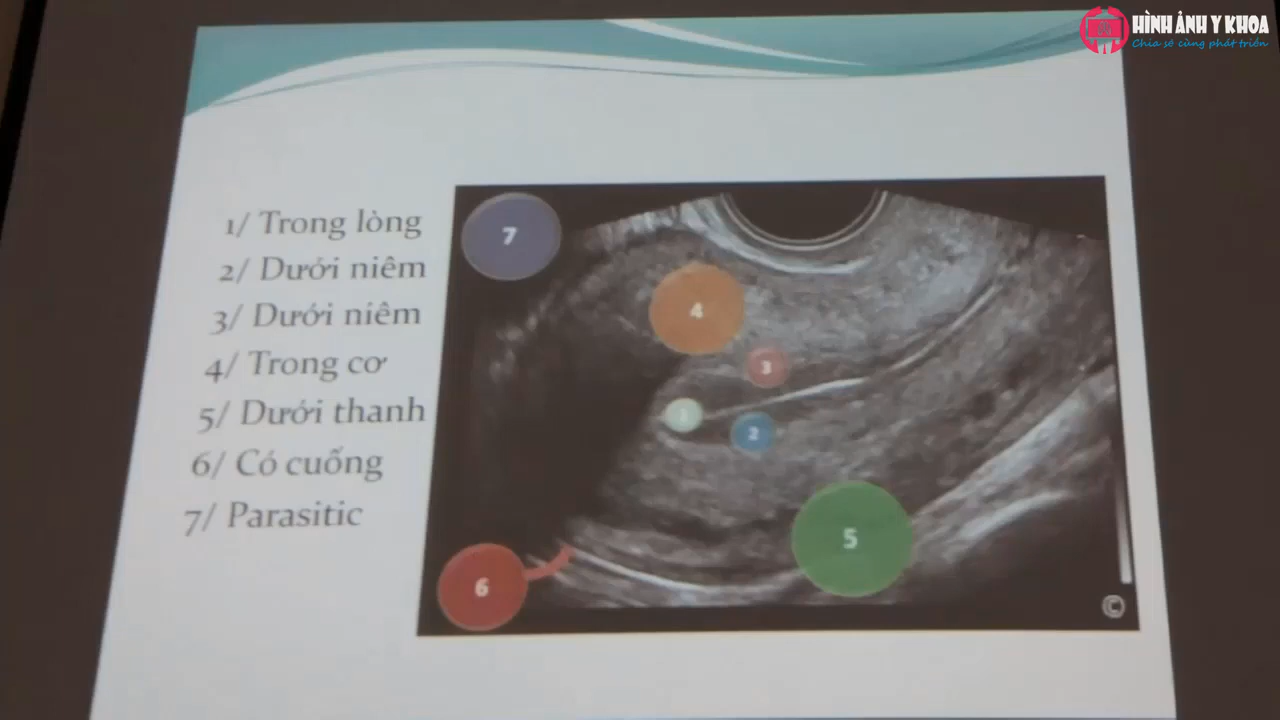 HÌNH ẢNH Y KHOA
Chia sẻ cùng phát triển
1/ Trong lòng
2/ Dưới niêm
3/ Dưới niêm
4/ Trong cơ
5/ Dưới thanh
6/ Có cuống
7/ Parasitic
7
4
3
1
2
5
6
©